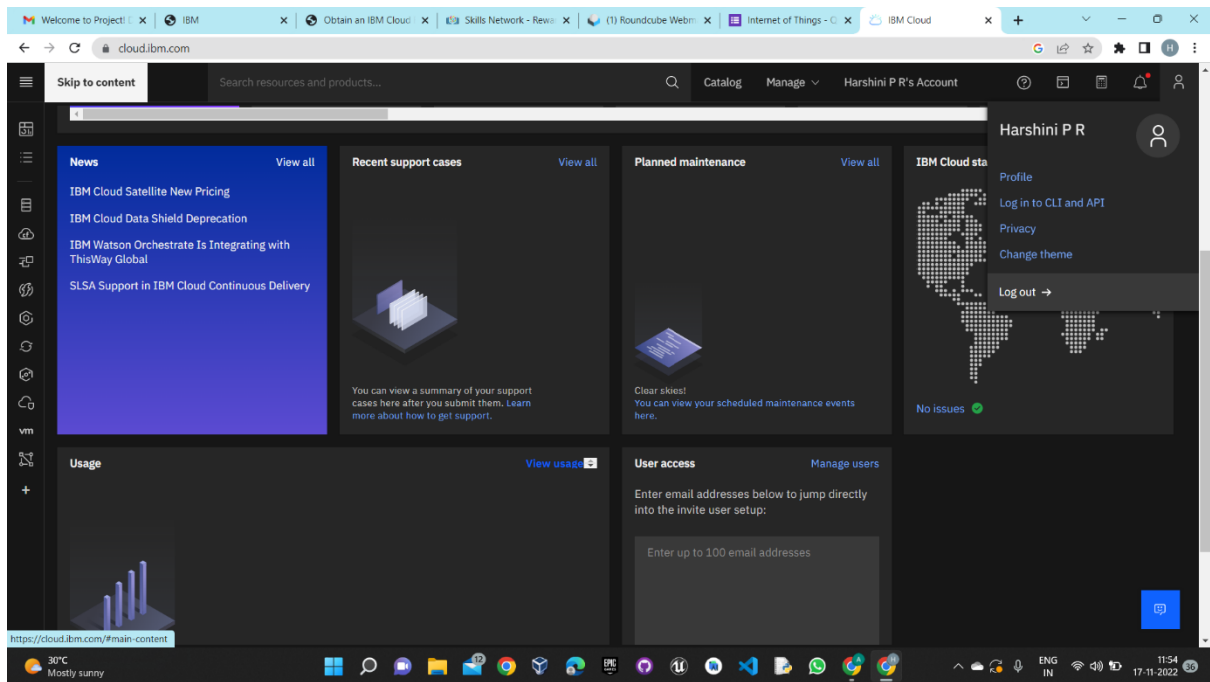 Welcome to Project! [
IBM
Obtain an IBM Cloud
Skills Network - Rewa
(1) Roundcube Webm
Internet of Things - G
IBM Cloud
cloud.ibm.com
G
H
Skip to content
Search resources and products...
Catalog
Manage
Harshini P R's Account
Harshini P R
Profile
Log in to CLI and API
Privacy
Change theme
Log out →
News
View all
IBM Cloud Satellite New Pricing
IBM Cloud Data Shield Deprecation
IBM Watson Orchestrate Is Integrating with
ThisWay Global
SLSA Support in IBM Cloud Continuous Delivery
Recent support cases
View all
You can view a summary of your support
cases here after you submit them. Learn
more about how to get support.
Planned maintenance
View all
Clear skies!
You can view your scheduled maintenance events
here.
IBM Cloud sta
No issues
vm
Usage
View usage
User access
Manage users
Enter email addresses below to jump directly
into the invite user setup:
Enter up to 100 email addresses
https://cloud.ibm.com/#main-content
30°C
Mostly sunny
12
EPIC
ENG
IN
11:54
17-11-2022
36